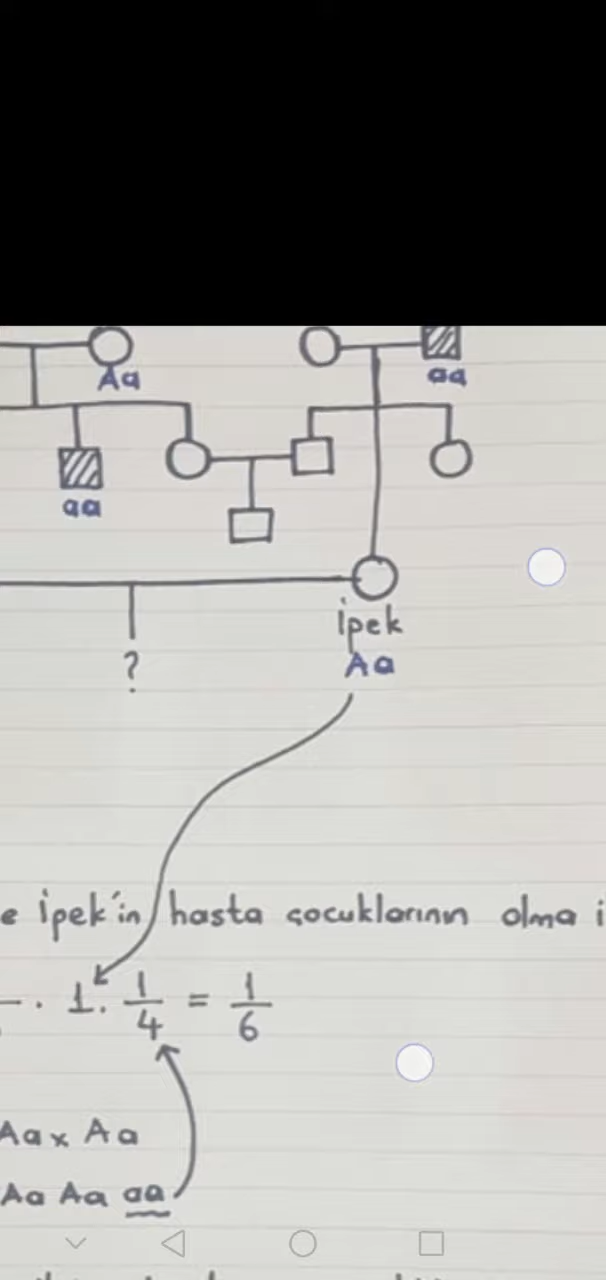 Aa
aa
aa
İpek
Aa
?
e İpek'in hasta çocuklarının olma i
. 1. 1/4 = 1/6
Aa x Aa
Aa Aa aa